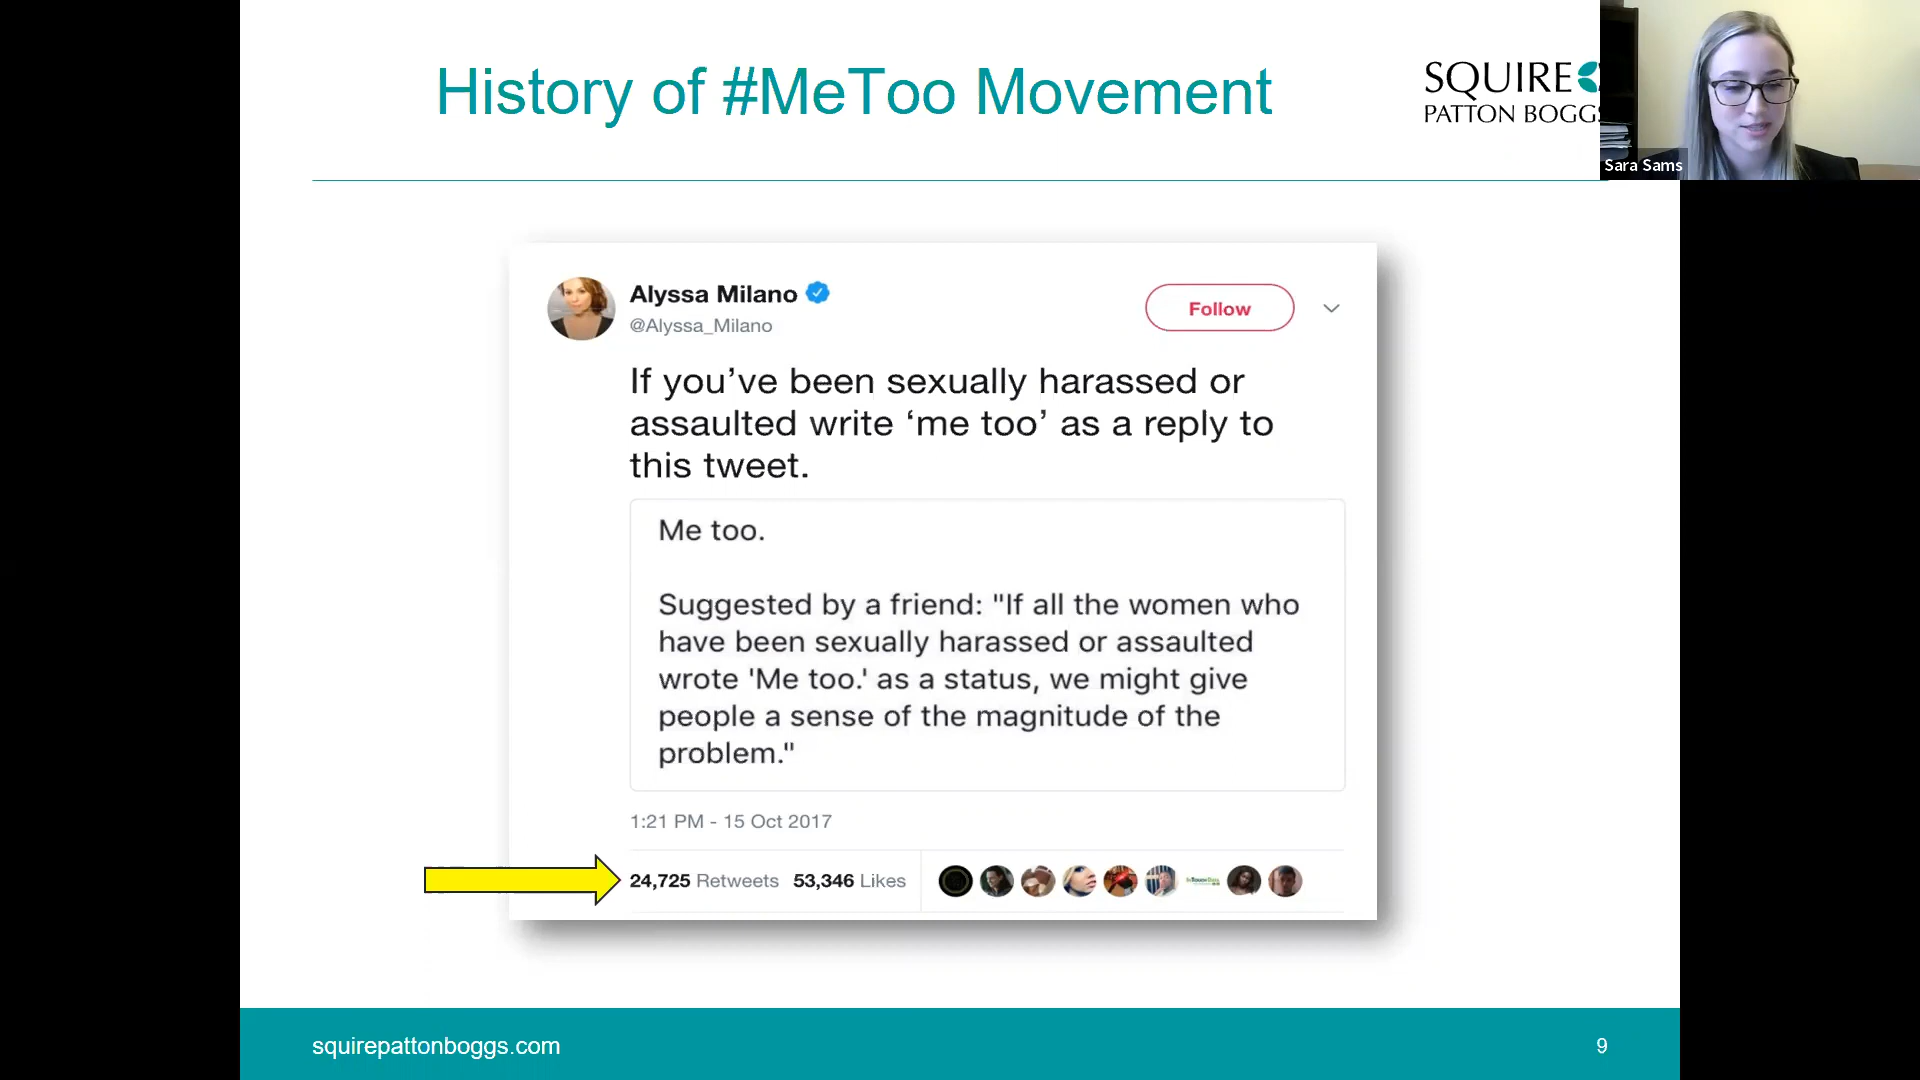 History of #MeToo Movement
SQUIRE
PATTON BOGGS
Sara Sams
Alyssa Milano
@Alyssa_Milano
Follow
If you’ve been sexually harassed or
assaulted write ‘me too’ as a reply to
this tweet.
Me too.
Suggested by a friend: "If all the women who
have been sexually harassed or assaulted
wrote 'Me too.' as a status, we might give
people a sense of the magnitude of the
problem."
1:21 PM - 15 Oct 2017
24,725 Retweets 53,346 Likes
squirepattonboggs.com
9